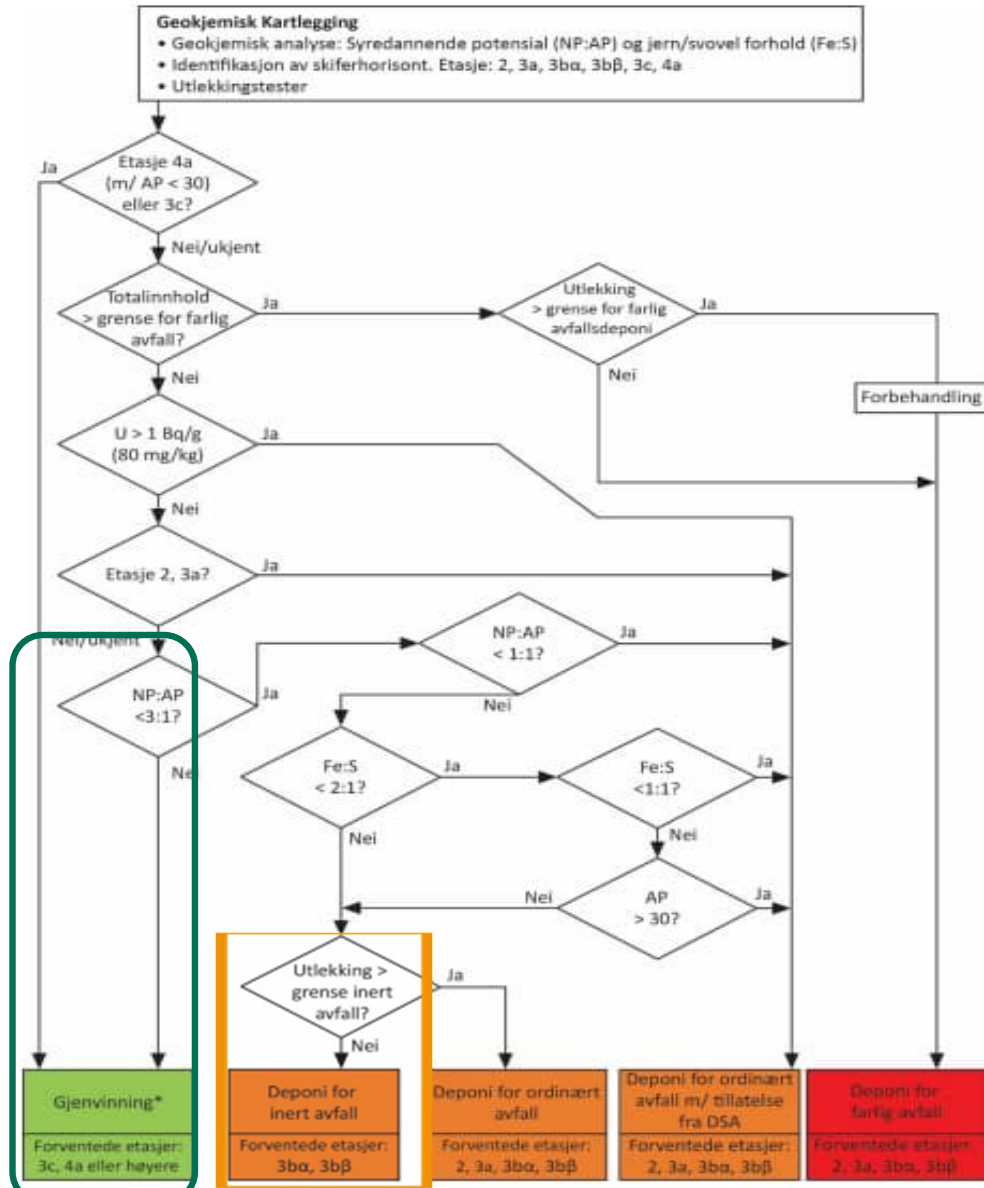 Geokjemisk Kartlegging
• Geokjemisk analyse: Syredannende potensial (NP:AP) og jern/svovel forhold (Fe:S)
• Identifikasjon av skiferhorisont. Etasje: 2, 3a, 3bα, 3bβ, 3c, 4a
• Utlekkingstester
Ja
Etasje 4a
(m/ AP < 30)
eller 3c?
Nei/ukjent
Totalinnhold
> grense for farlig
avfall?
Ja
Utlekking
> grense for farlig
avfallsdeponi
Ja
Nei
Nei
Forbehandling
U > 1 Bq/g
(80 mg/kg)
Ja
Nei
Etasje 2, 3a?
Ja
Nei/ukjent
NP:AP
< 1:1?
Ja
NP:AP
<3:1?
Ja
Nei
Nei
Fe:S
< 2:1?
Ja
Fe:S
<1:1?
Ja
Nei
Nei
Nei
AP
> 30?
Ja
Utlekking >
grense inert
avfall?
Ja
Nei
Gjenvinning*
Forventede etasjer:
3c, 4a eller høyere
Deponi for
inert avfall
Forventede etasjer:
3bα, 3bβ
Deponi for ordinært
avfall
Forventede etasjer:
2, 3a, 3bα, 3bβ
Deponi for ordinært
avfall m/ tillatelse
fra DSA
Forventede etasjer:
2, 3a, 3bα, 3bβ
Deponi for
farlig avfall
Forventede etasjer:
2, 3a, 3bα, 3bβ